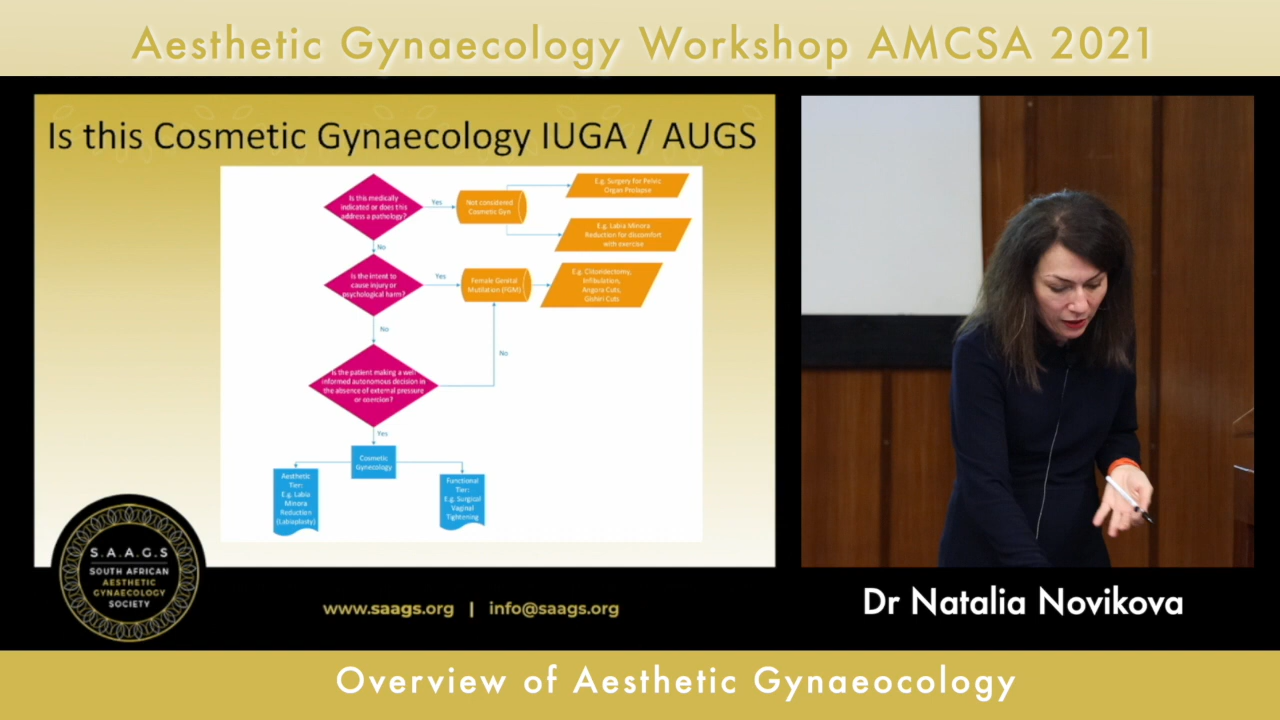 Aesthetic Gynaecology Workshop AMCSA 2021
Is this Cosmetic Gynaecology IUGA / AUGS
Is this medically
indicated or does this
address a pathology?
Yes
Not considered
Cosmetic Gyn
E.g. Surgery for Pelvic
Organ Prolapse
E.g. Labia Minora
Reduction for discomfort
with exercise
No
Is the intent to
cause injury or
psychological harm?
Yes
Female Genital
Mutilation (FGM)
E.g. Clitoridectomy,
Infibulation,
Angora Cuts,
Gishiri Cuts
No
No
Is the patient making a well
informed autonomous decision in
the absence of external pressure
or coercion?
Yes
Cosmetic
Gynecology
Aesthetic
Tier:
E.g. Labia
Minora
Reduction
(Labiaplasty)
Functional
Tier:
E.g. Surgical
Vaginal
Tightening
S.A.A.G.S
SOUTH AFRICAN
AESTHETIC
GYNAECOLOGY
SOCIETY
www.saags.org | info@saags.org
Dr Natalia Novikova
Overview of Aesthetic Gynaeocology